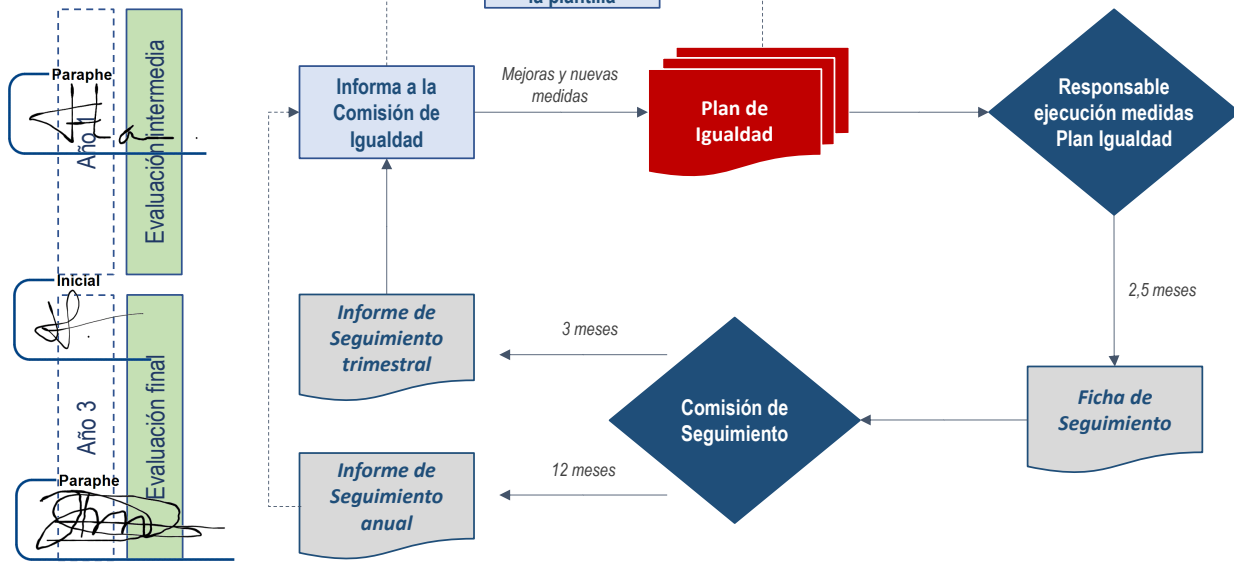 la plantilla
Paraphe
Año 1
Evaluación intermedia
Informa a la
Comisión de
Igualdad
Mejoras y nuevas
medidas
Plan de
Igualdad
Responsable
ejecución medidas
Plan Igualdad
2,5 meses
Inicial
Año 3
Evaluación final
Informe de
Seguimiento
trimestral
3 meses
Comisión de
Seguimiento
Ficha de
Seguimiento
12 meses
Informe de
Seguimiento
anual
Paraphe